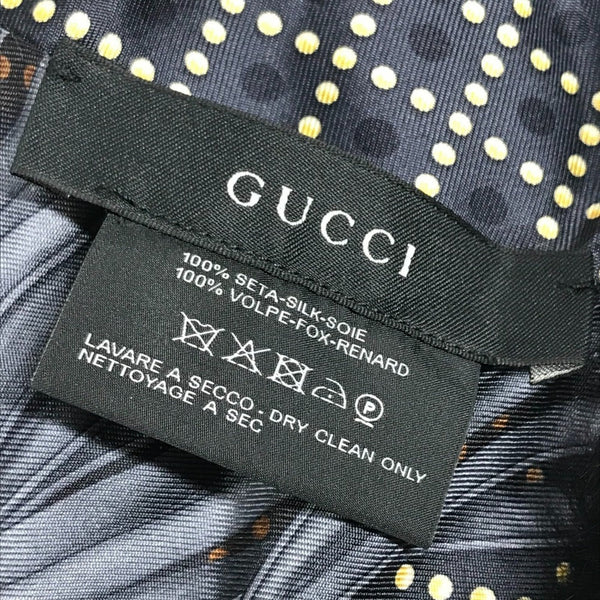 GUCCI
100% SETA-SILK-SOIE
100% VOLPE-FOX-RENARD
P
LAVARE A SECCO - DRY CLEAN ONLY
NETTOYAGE A SEC